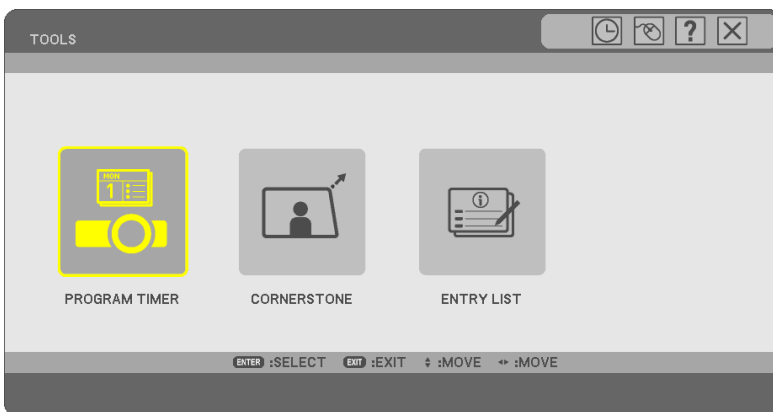 TOOLS
?
MON
1
PROGRAM TIMER
CORNERSTONE
ENTRY LIST
ENTER :SELECT EXIT :EXIT :MOVE :MOVE